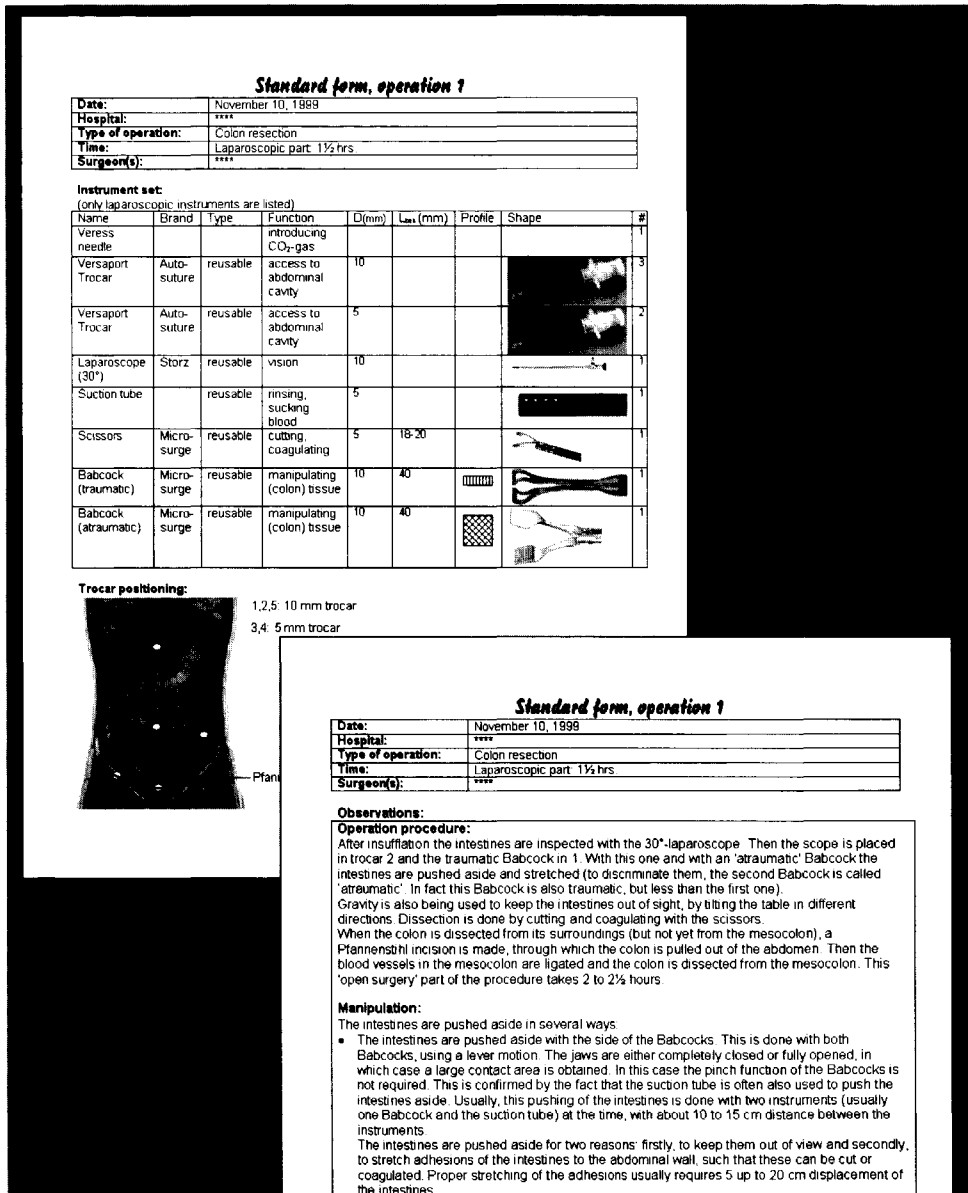 Standard form, operation 1
Date: November 10, 1999
Hospital: ****
Type of operation: Colon resection
Time: Laparoscopic part: 1½ hrs.
Surgeon(s): ****
Instrument set:
(only laparoscopic instruments are listed)
Name Brand Type Function D(mm) (mm) Profile Shape #
Veress introducing 1
needle CO₂-gas
Versaport Auto- reusable access to 10 3
Trocar suture abdominal
cavity
Versaport Auto- reusable access to 5 2
Trocar suture abdominal
cavity
Laparoscope Storz reusable vision 10 1
(30°)
Suction tube reusable rinsing, 5 1
sucking
blood
Scissors Micro- reusable cutting, 5 18-20 1
surge coagulating
Babcock Micro- reusable manipulating 10 40 1
(traumatic) surge (colon) tissue
Babcock Micro- reusable manipulating 10 40 1
(atraumatic) surge (colon) tissue
Trocar positioning:
1,2,5: 10 mm trocar
3,4: 5 mm trocar
Pfan
Standard form, operation 1
Date: November 10, 1999
Hospital: ****
Type of operation: Colon resection
Time: Laparoscopic part: 1½ hrs.
Surgeon(s): ****
Observations:
Operation procedure:
After insufflation the intestines are inspected with the 30°-laparoscope. Then the scope is placed
in trocar 2 and the traumatic Babcock in 1. With this one and with an 'atraumatic' Babcock the
intestines are pushed aside and stretched (to discriminate them, the second Babcock is called
'atraumatic'. In fact this Babcock is also traumatic, but less than the first one).
Gravity is also being used to keep the intestines out of sight, by tilting the table in different
directions. Dissection is done by cutting and coagulating with the scissors.
When the colon is dissected from its surroundings (but not yet from the mesocolon), a
Pfannenstihl incision is made, through which the colon is pulled out of the abdomen. Then the
blood vessels in the mesocolon are ligated and the colon is dissected from the mesocolon. This
'open surgery' part of the procedure takes 2 to 2½ hours.
Manipulation:
The intestines are pushed aside in several ways:
• The intestines are pushed aside with the side of the Babcocks. This is done with both
Babcocks, using a lever motion. The jaws are either completely closed or fully opened, in
which case a large contact area is obtained. In this case the pinch function of the Babcocks is
not required. This is confirmed by the fact that the suction tube is often also used to push the
intestines aside. Usually, this pushing of the intestines is done with two instruments (usually
one Babcock and the suction tube) at the time, with about 10 to 15 cm distance between the
instruments.
The intestines are pushed aside for two reasons: firstly, to keep them out of view and secondly,
to stretch adhesions of the intestines to the abdominal wall, such that these can be cut or
coagulated. Proper stretching of the adhesions usually requires 5 up to 20 cm displacement of
the intestines